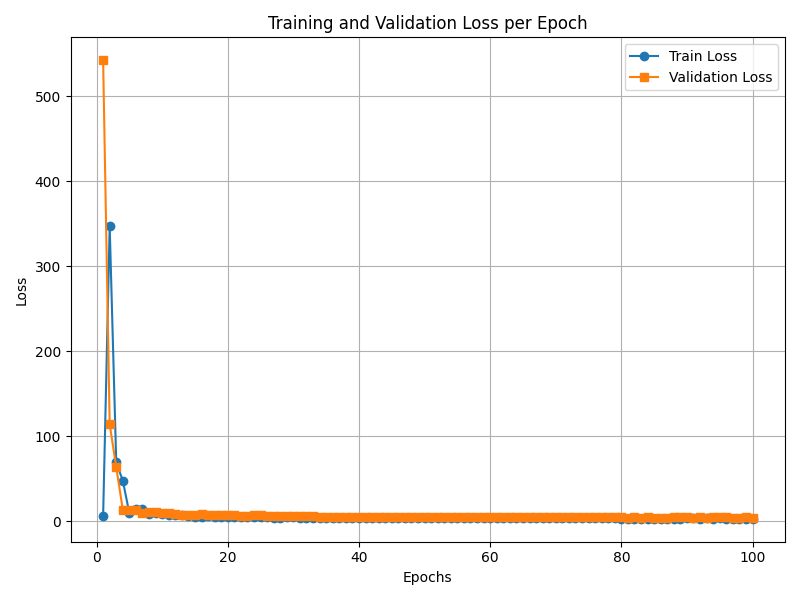 Training and Validation Loss per Epoch
Train Loss
Validation Loss
500
400
300
200
100
0
Loss
0 20 40 60 80 100
Epochs